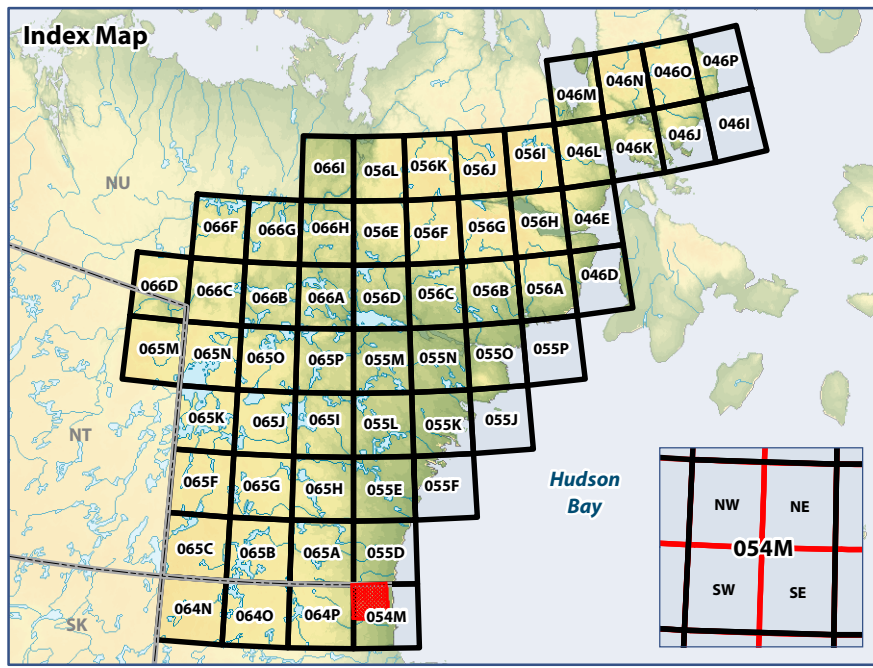 Index Map
046M 046N 046O 046P
066I 056L 056K 056J 056I 046L 046K 046J 046I
NU
066F 066G 066H 056E 056F 056G 056H 046E
066D 066C 066B 066A 056D 056C 056B 056A 046D
065M 065N 065O 065P 055M 055N 055O 055P
NT
065K 065J 065I 055L 055K 055J
065F 065G 065H 055E 055F
Hudson
Bay
065C 065B 065A 055D
SK
064N 064O 064P 054M
NW NE
054M
SW SE